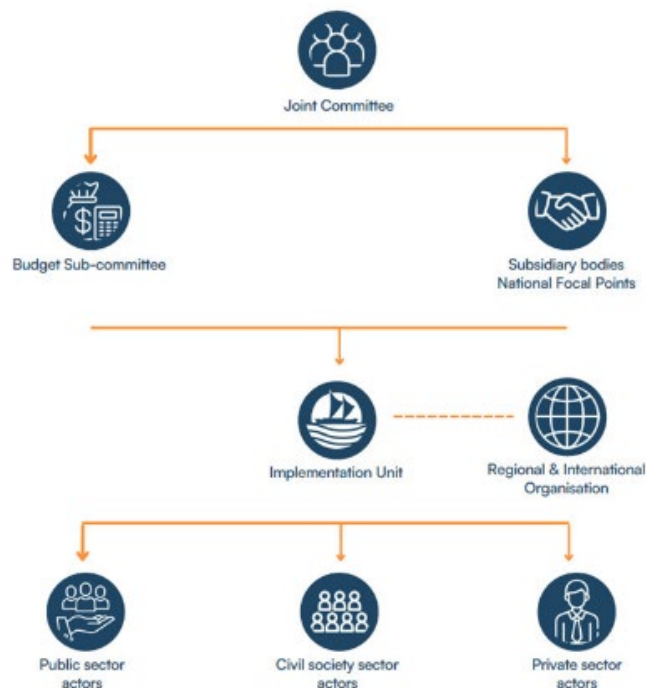 Joint Committee
Budget Sub-committee
Subsidiary bodies
National Focal Points
Implementation Unit
Regional & International
Organisation
Public sector
actors
Civil society sector
actors
Private sector
actors